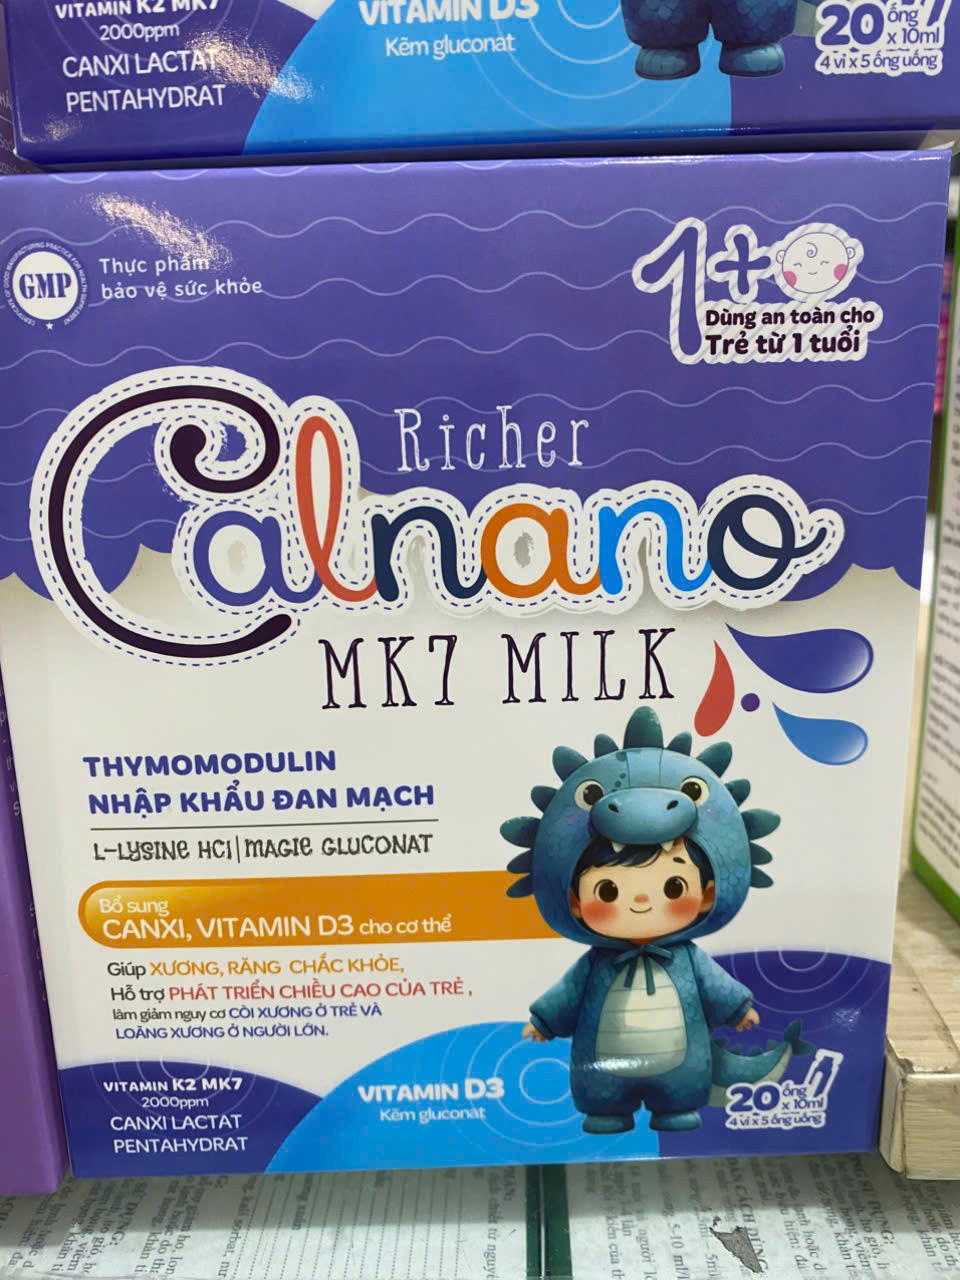 VITAMIN K2 MK7
2000ppm
CANXI LACTAT
PENTAHYDRAT
VITAMIN D3
Kẽm gluconat
20 ống
x 10ml
4 vỉ x 5 ống uống
GMP
Thực phẩm
bảo vệ sức khỏe
1+
Dùng an toàn cho
Trẻ từ 1 tuổi
Richer
Calnano
MK7 MILK
THYMOMODULIN
NHẬP KHẨU ĐAN MẠCH
L-LYSINE HCl|MAGIE GLUCONAT
Bổ sung
CANXI, VITAMIN D3 cho cơ thể
Giúp XƯƠNG, RĂNG CHẮC KHỎE,
Hỗ trợ PHÁT TRIỂN CHIỀU CAO CỦA TRẺ,
làm giảm nguy cơ CÒI XƯƠNG Ở TRẺ VÀ
LOÃNG XƯƠNG Ở NGƯỜI LỚN.
VITAMIN K2 MK7
2000ppm
CANXI LACTAT
PENTAHYDRAT
VITAMIN D3
Kẽm gluconat
20 ống
x 10ml
4 vỉ x 5 ống uống